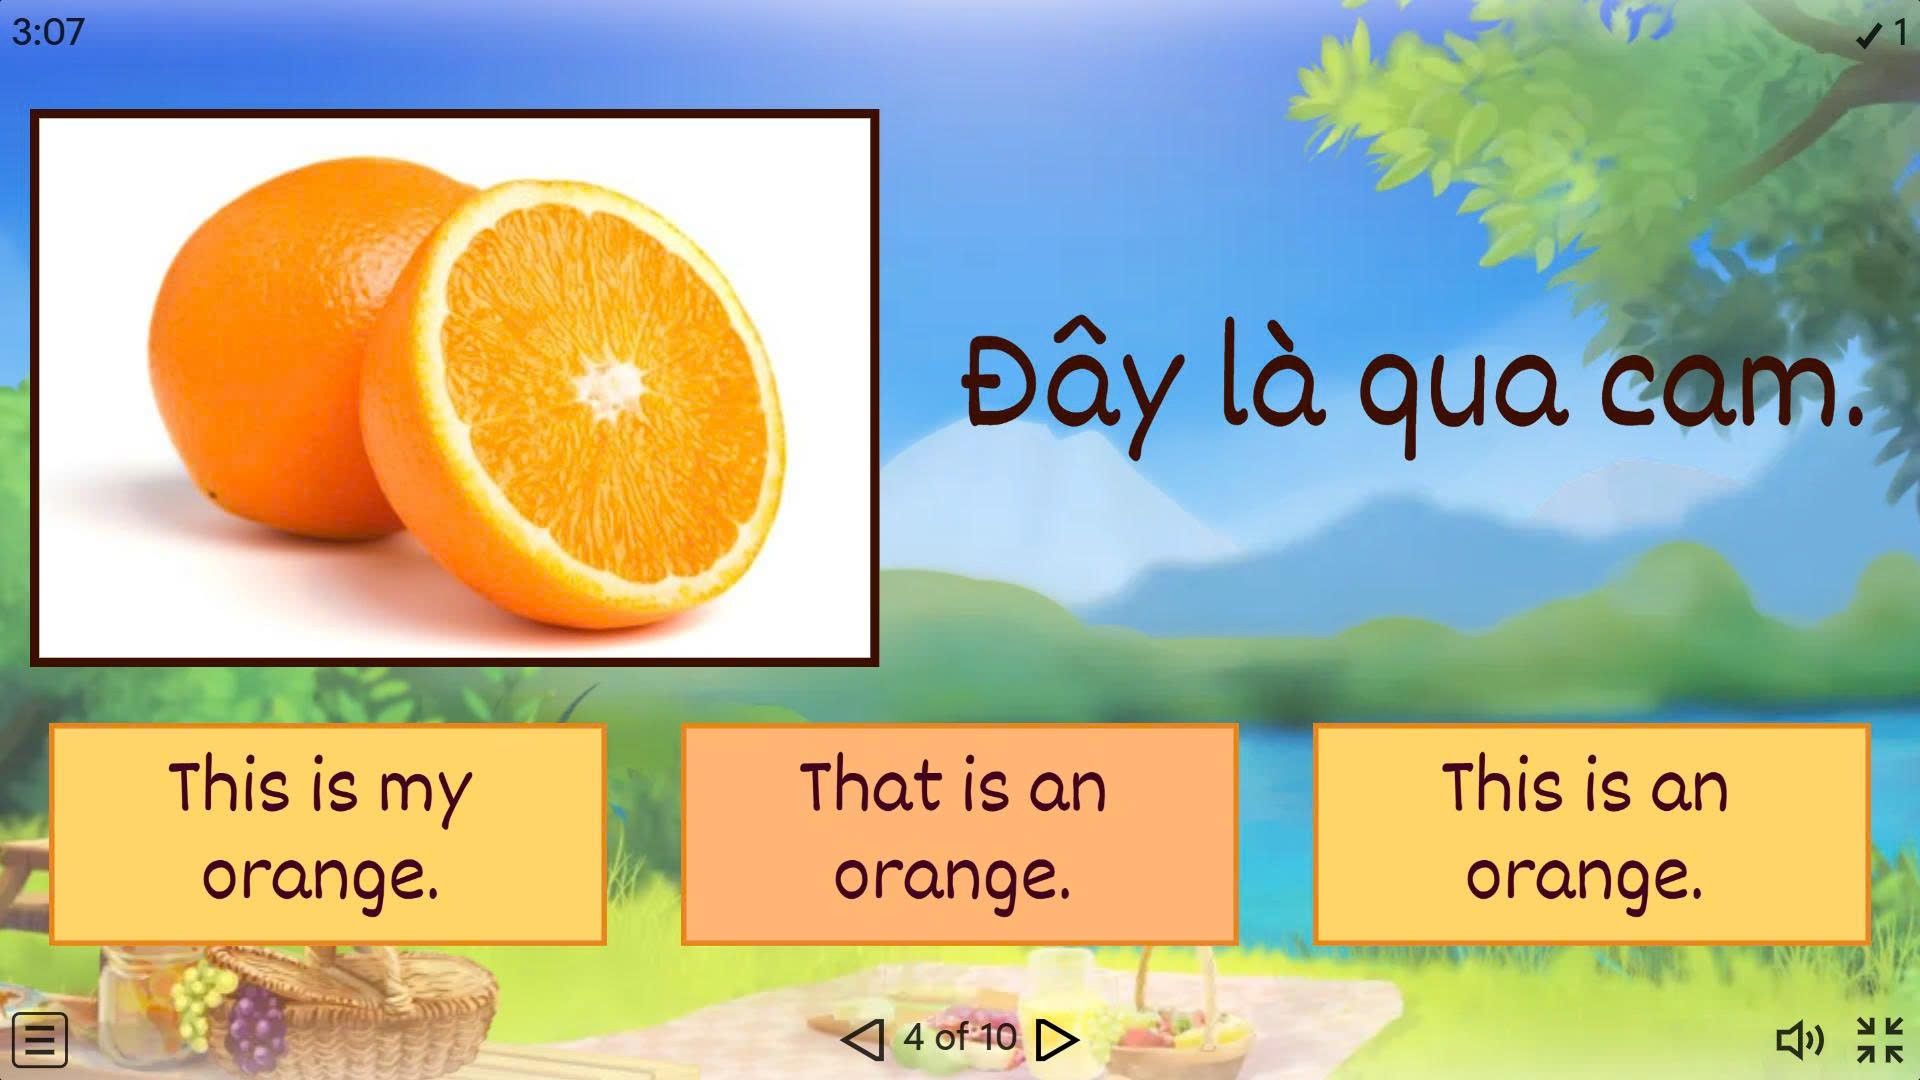 3:07
✓ 1
Đây là qua cam.
This is my
orange.
That is an
orange.
This is an
orange.
4 of 10